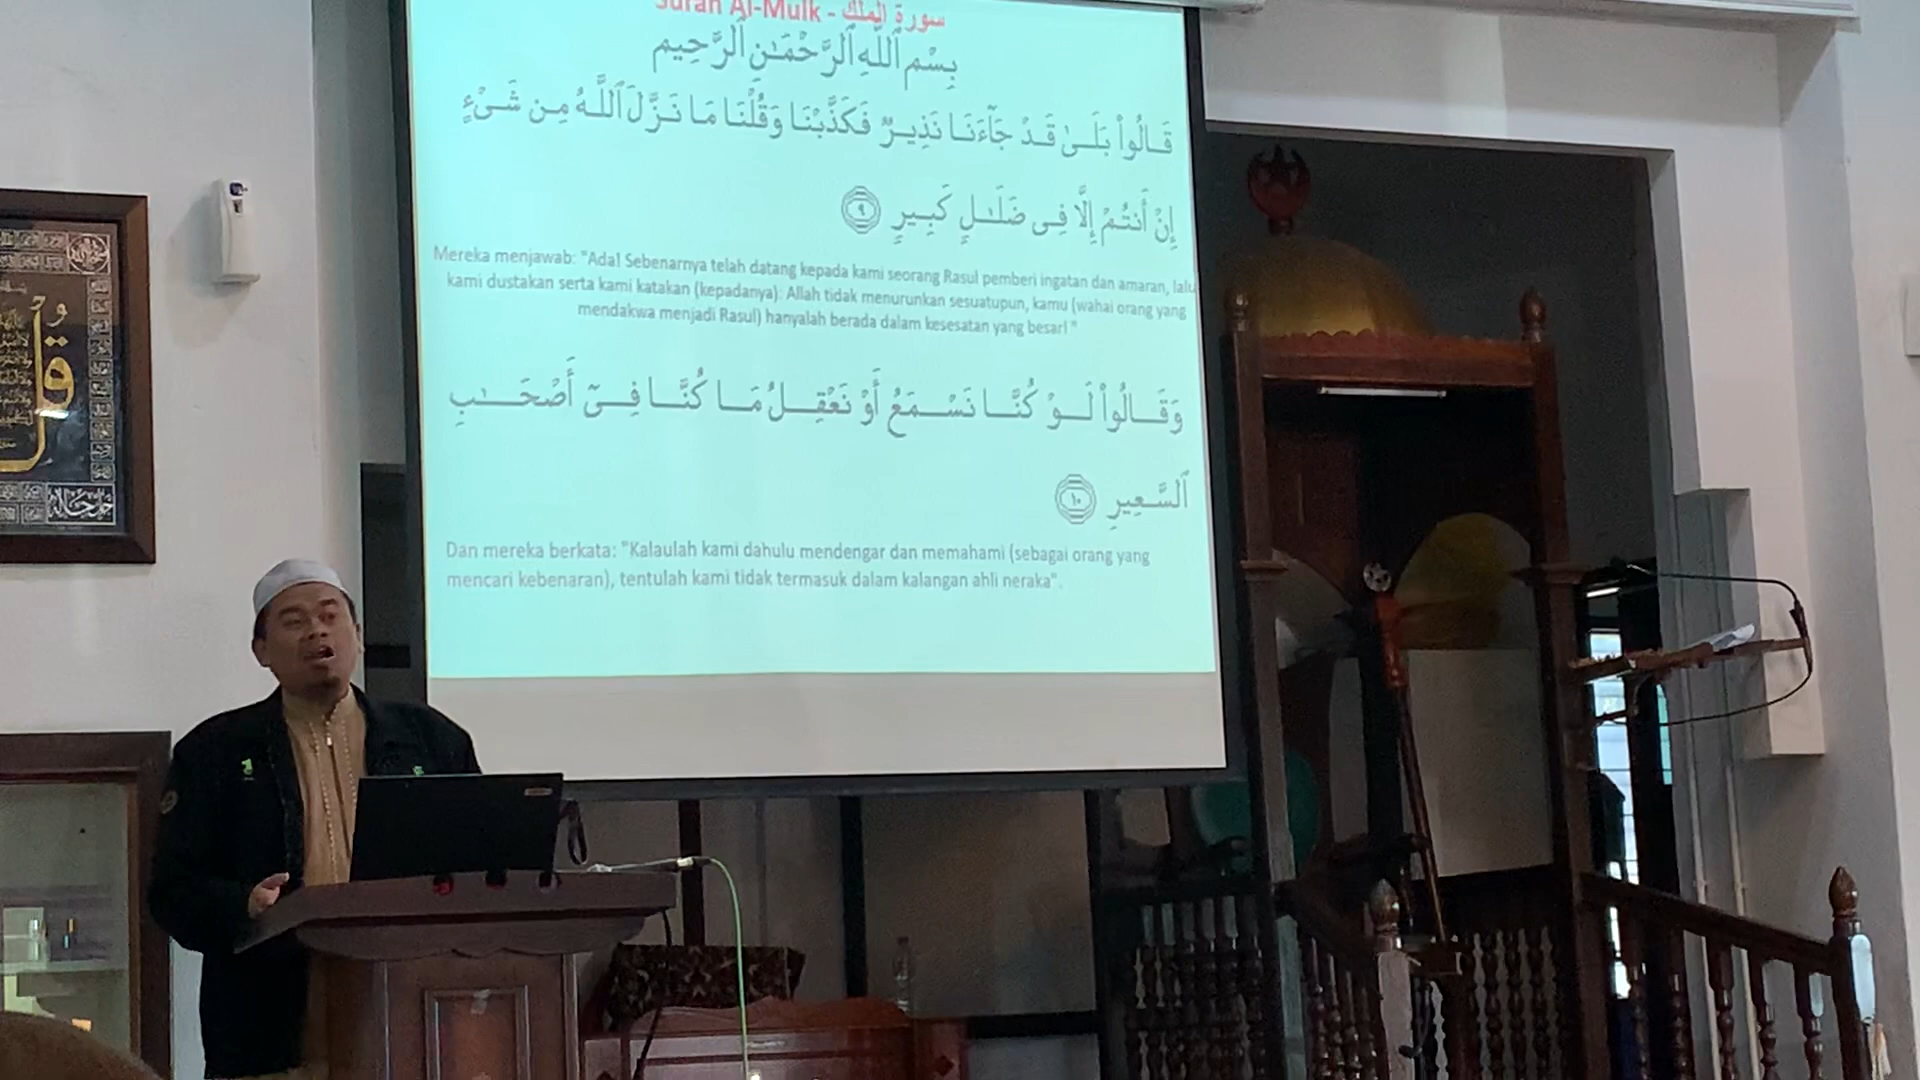 Surah Al-Mulk - سورة الملك
بِسْمِ ٱللَّهِ ٱلرَّحْمَـٰنِ ٱلرَّحِيمِ
قَالُوا۟ بَلَىٰ قَدْ جَآءَنَا نَذِيرٌ فَكَذَّبْنَا وَقُلْنَا مَا نَزَّلَ ٱللَّهُ مِن شَىْءٍ
إِنْ أَنتُمْ إِلَّا فِى ضَلَـٰلٍ كَبِيرٍ ٩
Mereka menjawab: "Ada! Sebenarnya telah datang kepada kami seorang Rasul pemberi ingatan dan amaran, lalu
kami dustakan serta kami katakan (kepadanya): Allah tidak menurunkan sesuatupun, kamu (wahai orang yang
mendakwa menjadi Rasul) hanyalah berada dalam kesesatan yang besar! "
وَقَالُوا۟ لَوْ كُنَّا نَسْمَعُ أَوْ نَعْقِلُ مَا كُنَّا فِىٓ أَصْحَـٰبِ
ٱلسَّعِيرِ ١٠
Dan mereka berkata: "Kalaulah kami dahulu mendengar dan memahami (sebagai orang yang
mencari kebenaran), tentulah kami tidak termasuk dalam kalangan ahli neraka".
قُل
جل جلاله